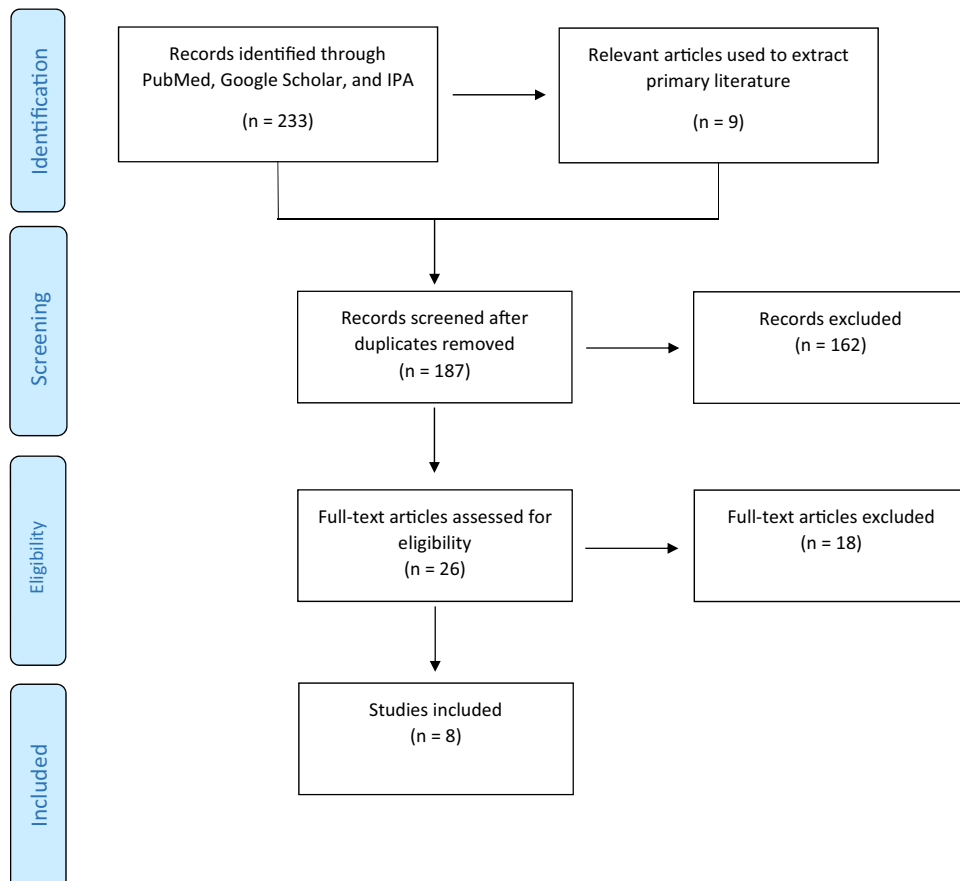 Identification
Records identified through
PubMed, Google Scholar, and IPA
(n = 233)
Relevant articles used to extract
primary literature
(n = 9)
Screening
Records screened after
duplicates removed
(n = 187)
Records excluded
(n = 162)
Eligibility
Full-text articles assessed for
eligibility
(n = 26)
Full-text articles excluded
(n = 18)
Included
Studies included
(n = 8)